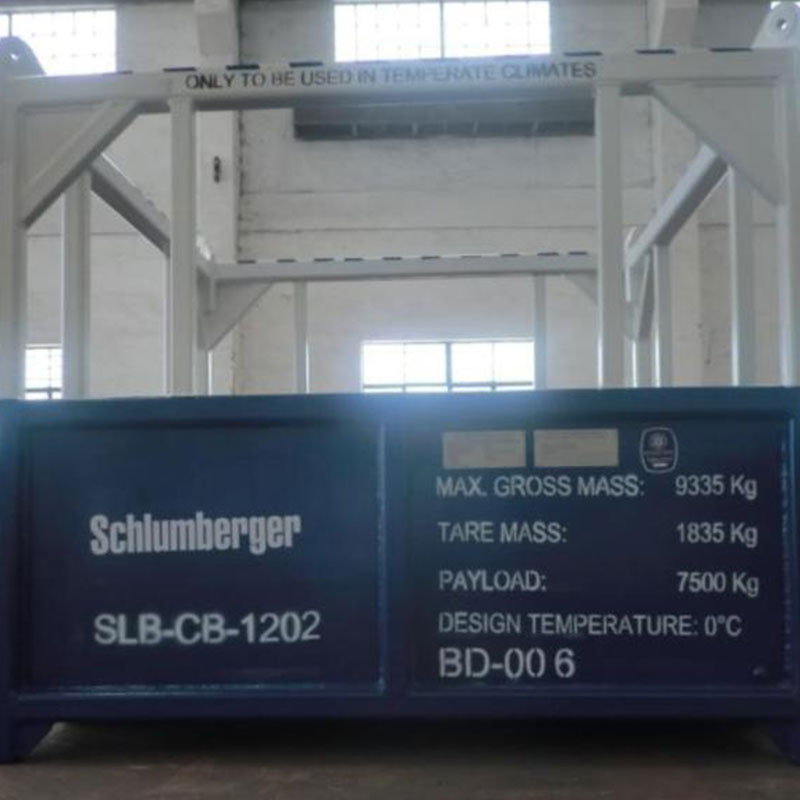 ONLY TO BE USED IN TEMPERATE CLIMATES
Schlumberger
SLB-CB-1202
MAX. GROSS MASS: 9335 Kg
TARE MASS: 1835 Kg
PAYLOAD: 7500 Kg
DESIGN TEMPERATURE: 0°C
BD-00 6